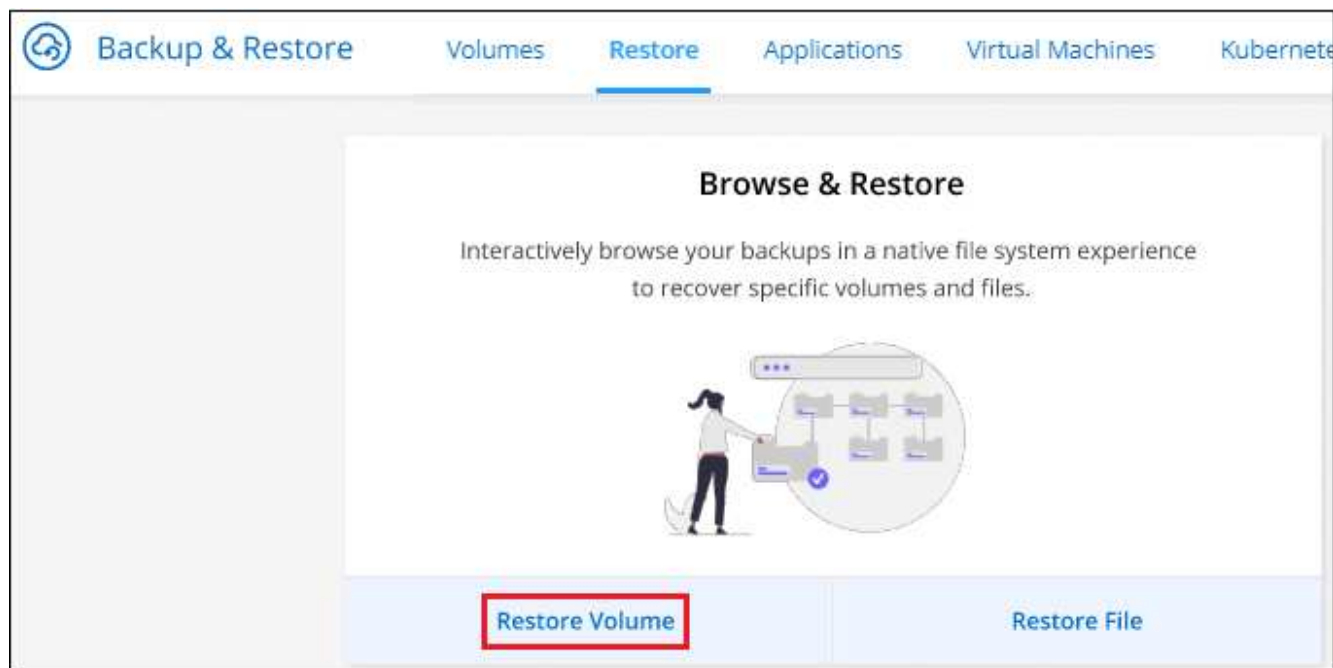 Backup & Restore Volumes Restore Applications Virtual Machines Kubernete
Browse & Restore
Interactively browse your backups in a native file system experience
to recover specific volumes and files.
Restore Volume Restore File